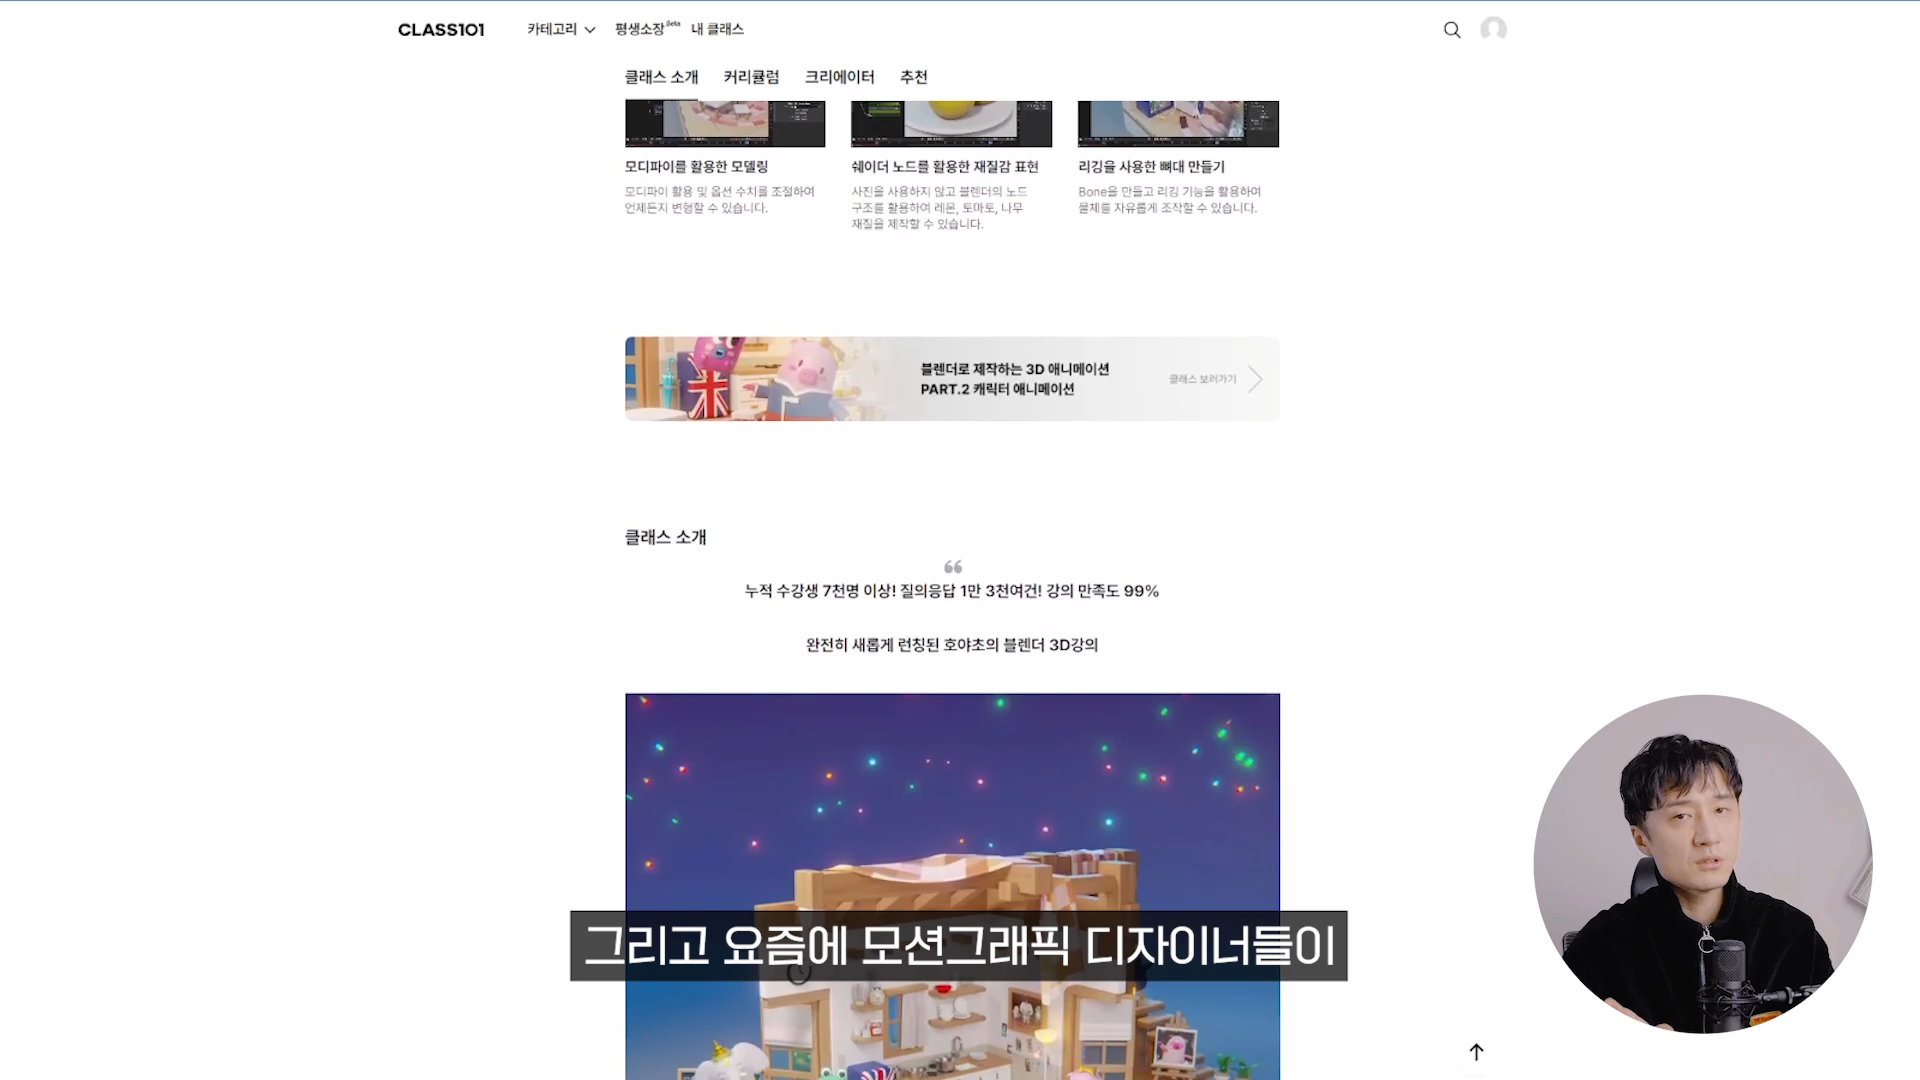 CLASS101
카테고리
평생소장Beta
내 클래스
클래스 소개
커리큘럼
크리에이터
추천
모디파이를 활용한 모델링
모디파이 활용 및 옵션 수치를 조절하여
언제든지 변형할 수 있습니다.
쉐이더 노드를 활용한 재질감 표현
사진을 사용하지 않고 블렌더의 노드
구조를 활용하여 레몬, 토마토, 나무
재질을 제작할 수 있습니다.
리깅을 사용한 뼈대 만들기
Bone을 만들고 리깅 기능을 활용하여
물체를 자유롭게 조작할 수 있습니다.
블렌더로 제작하는 3D 애니메이션
PART.2 캐릭터 애니메이션
클래스 보러가기
클래스 소개
누적 수강생 7천명 이상! 질의응답 1만 3천여건! 강의 만족도 99%
완전히 새롭게 런칭된 호야초의 블렌더 3D강의
그리고 요즘에 모션그래픽 디자이너들이